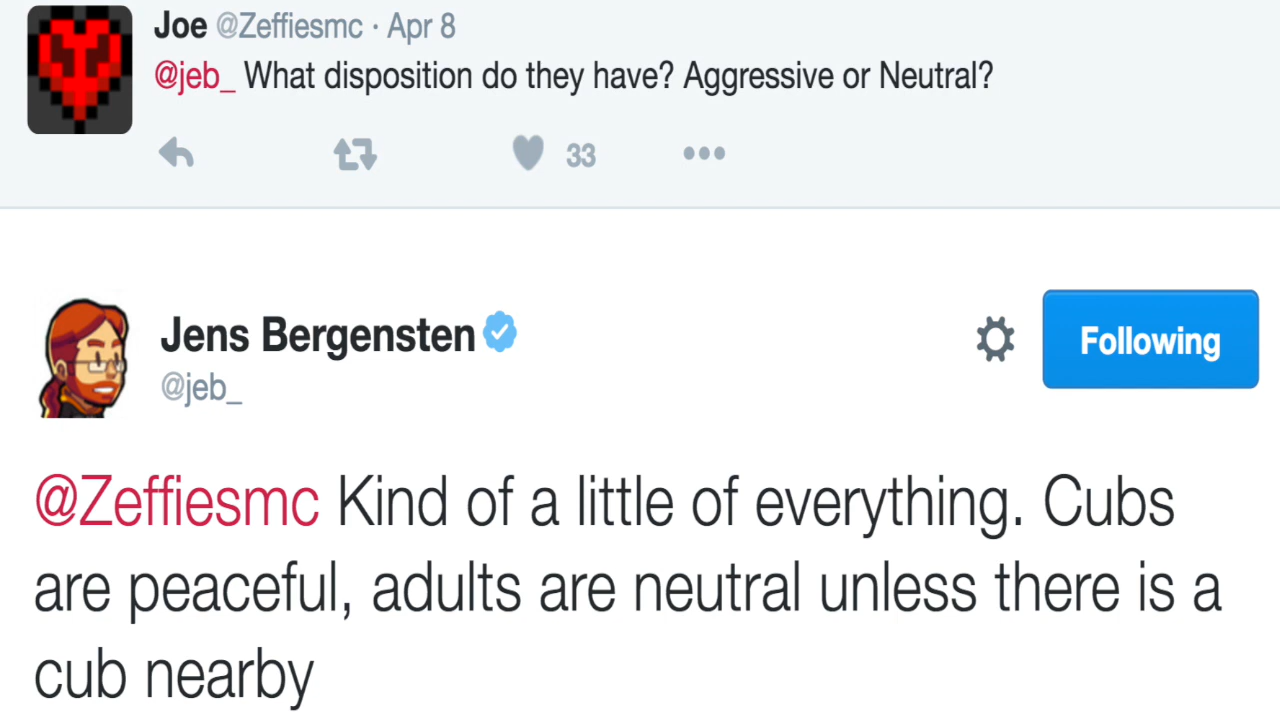 Joe @Zeffiesmc · Apr 8
@jeb_ What disposition do they have? Aggressive or Neutral?
33
Jens Bergensten
Following
@jeb_
@Zeffiesmc Kind of a little of everything. Cubs
are peaceful, adults are neutral unless there is a
cub nearby